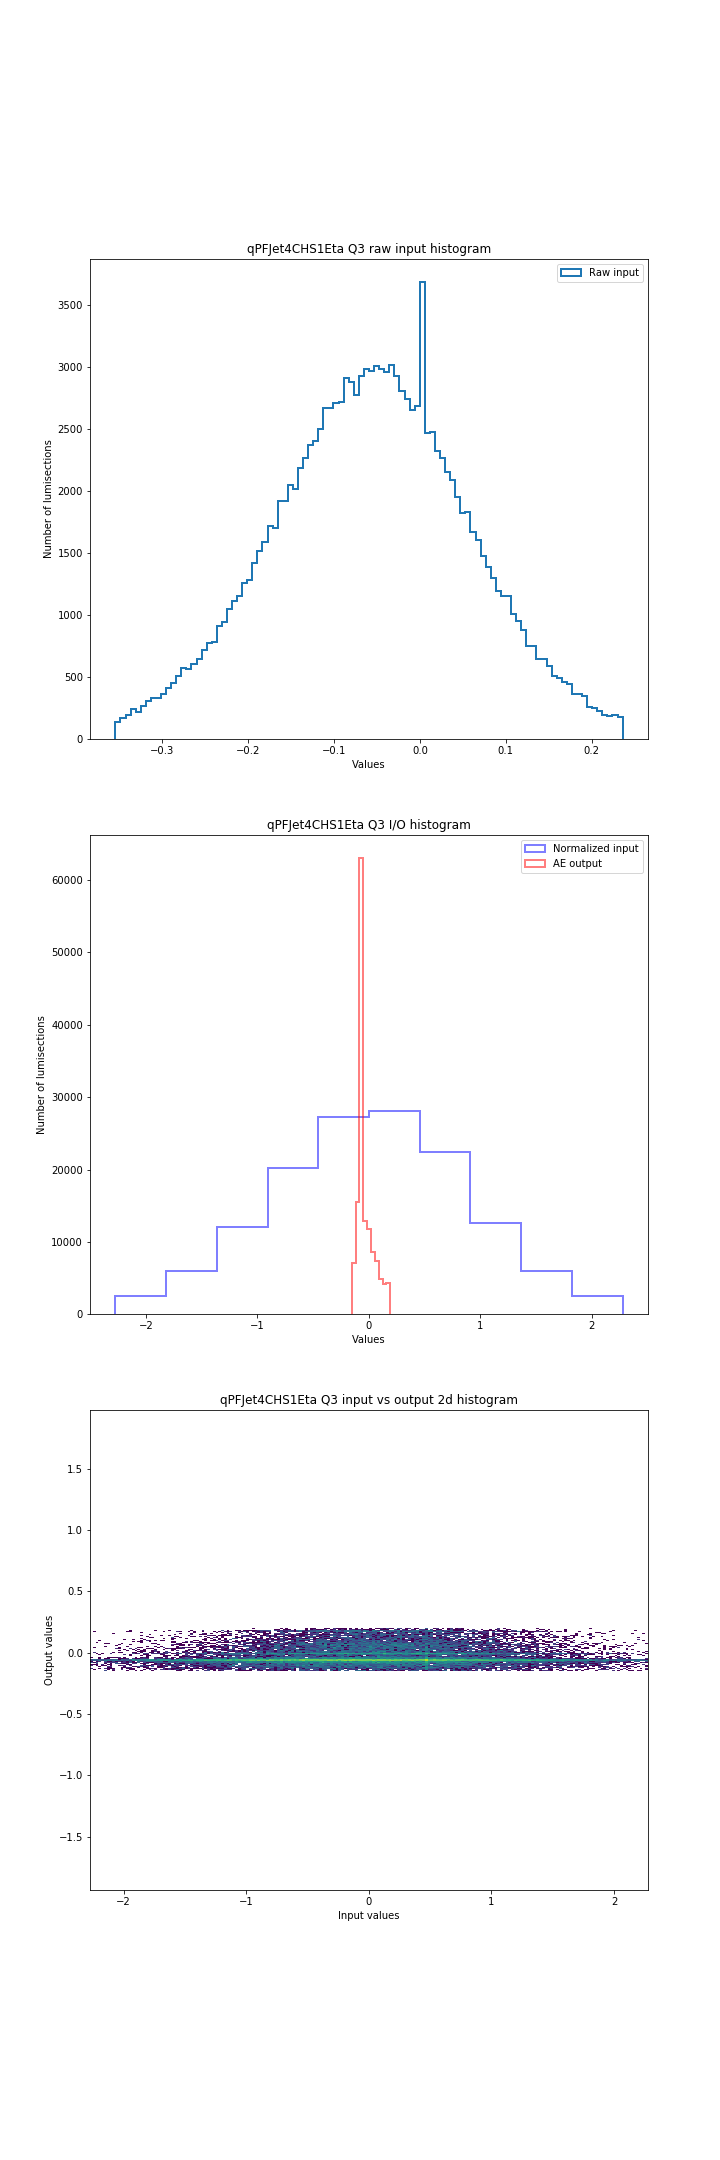 qPFJet4CHS1Eta Q3 raw input histogram
Raw input
3500
3000
2500
2000
1500
1000
500
0
Number of lumisections
−0.3 −0.2 −0.1 0.0 0.1 0.2
Values
qPFJet4CHS1Eta Q3 I/O histogram
Normalized input
AE output
60000
50000
40000
30000
20000
10000
0
Number of lumisections
−2 −1 0 1 2
Values
qPFJet4CHS1Eta Q3 input vs output 2d histogram
1.5
1.0
0.5
0.0
−0.5
−1.0
−1.5
Output values
−2 −1 0 1 2
Input values